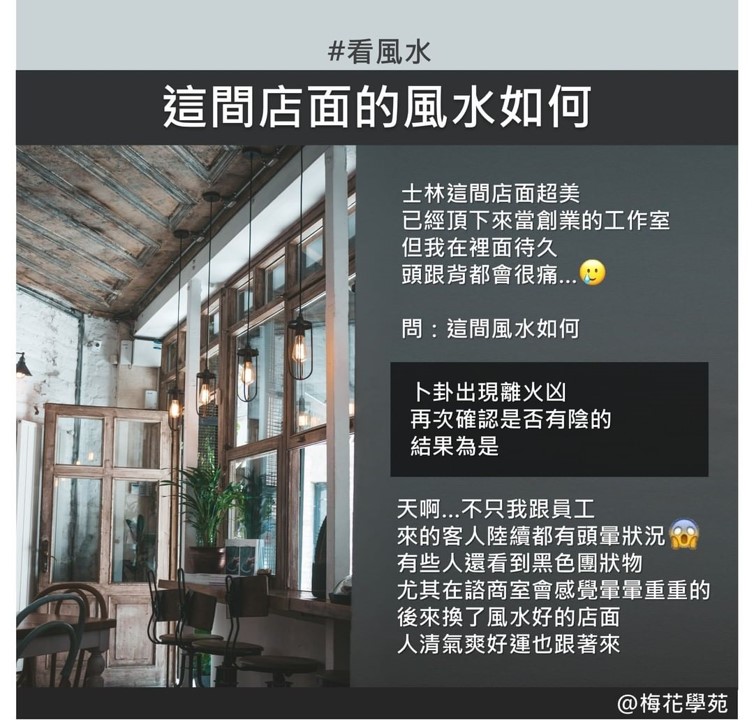 #看風水
這間店面的風水如何
士林這間店面超美
已經頂下來當創業的工作室
但我在裡面待久
頭跟背都會很痛...🥲
問：這間風水如何
卜卦出現離火凶
再次確認是否有陰的
結果為是
天啊...不只我跟員工
來的客人陸續都有頭暈狀況😱
有些人還看到黑色團狀物
尤其在諮商室會感覺暈暈重重的
後來換了風水好的店面
人清氣爽好運也跟著來
@梅花學苑